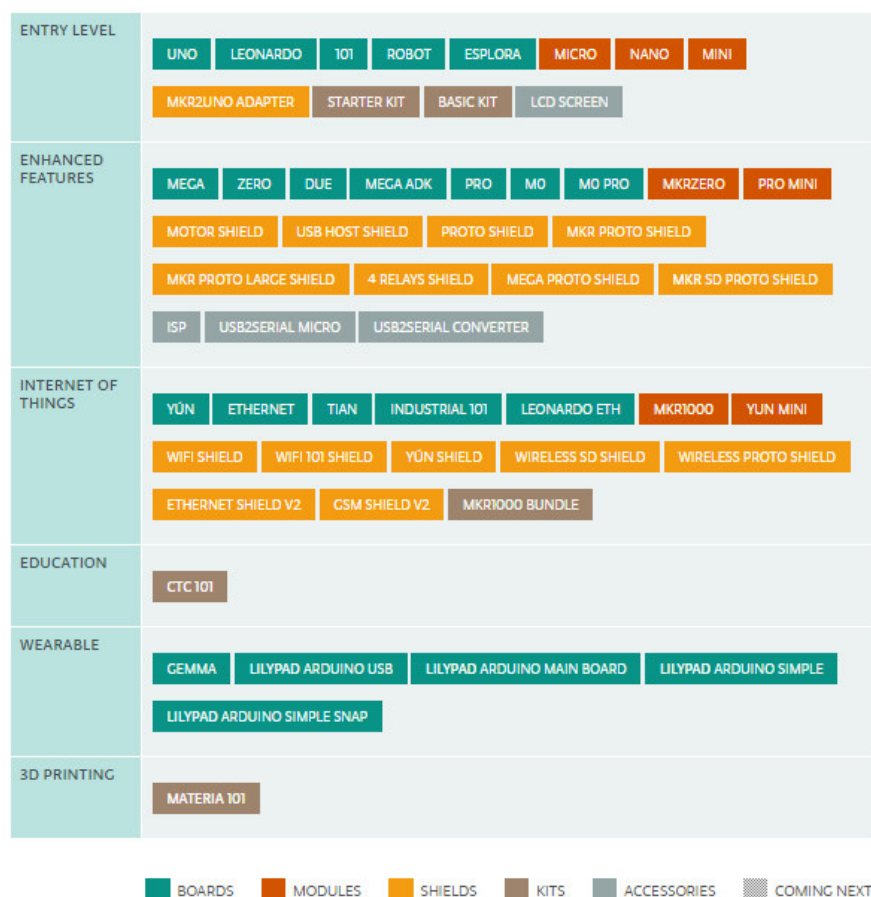 ENTRY LEVEL
UNO LEONARDO 101 ROBOT ESPLORA MICRO NANO MINI
MKR2UNO ADAPTER STARTER KIT BASIC KIT LCD SCREEN
ENHANCED
FEATURES
MEGA ZERO DUE MEGA ADK PRO M0 M0 PRO MKRZERO PRO MINI
MOTOR SHIELD USB HOST SHIELD PROTO SHIELD MKR PROTO SHIELD
MKR PROTO LARGE SHIELD 4 RELAYS SHIELD MEGA PROTO SHIELD MKR SD PROTO SHIELD
ISP USB2SERIAL MICRO USB2SERIAL CONVERTER
INTERNET OF
THINGS
YÚN ETHERNET TIAN INDUSTRIAL 101 LEONARDO ETH MKR1000 YUN MINI
WIFI SHIELD WIFI 101 SHIELD YÚN SHIELD WIRELESS SD SHIELD WIRELESS PROTO SHIELD
ETHERNET SHIELD V2 GSM SHIELD V2 MKR1000 BUNDLE
EDUCATION
CTC 101
WEARABLE
GEMMA LILYPAD ARDUINO USB LILYPAD ARDUINO MAIN BOARD LILYPAD ARDUINO SIMPLE
LILYPAD ARDUINO SIMPLE SNAP
3D PRINTING
MATERIA 101
BOARDS MODULES SHIELDS KITS ACCESSORIES COMING NEXT